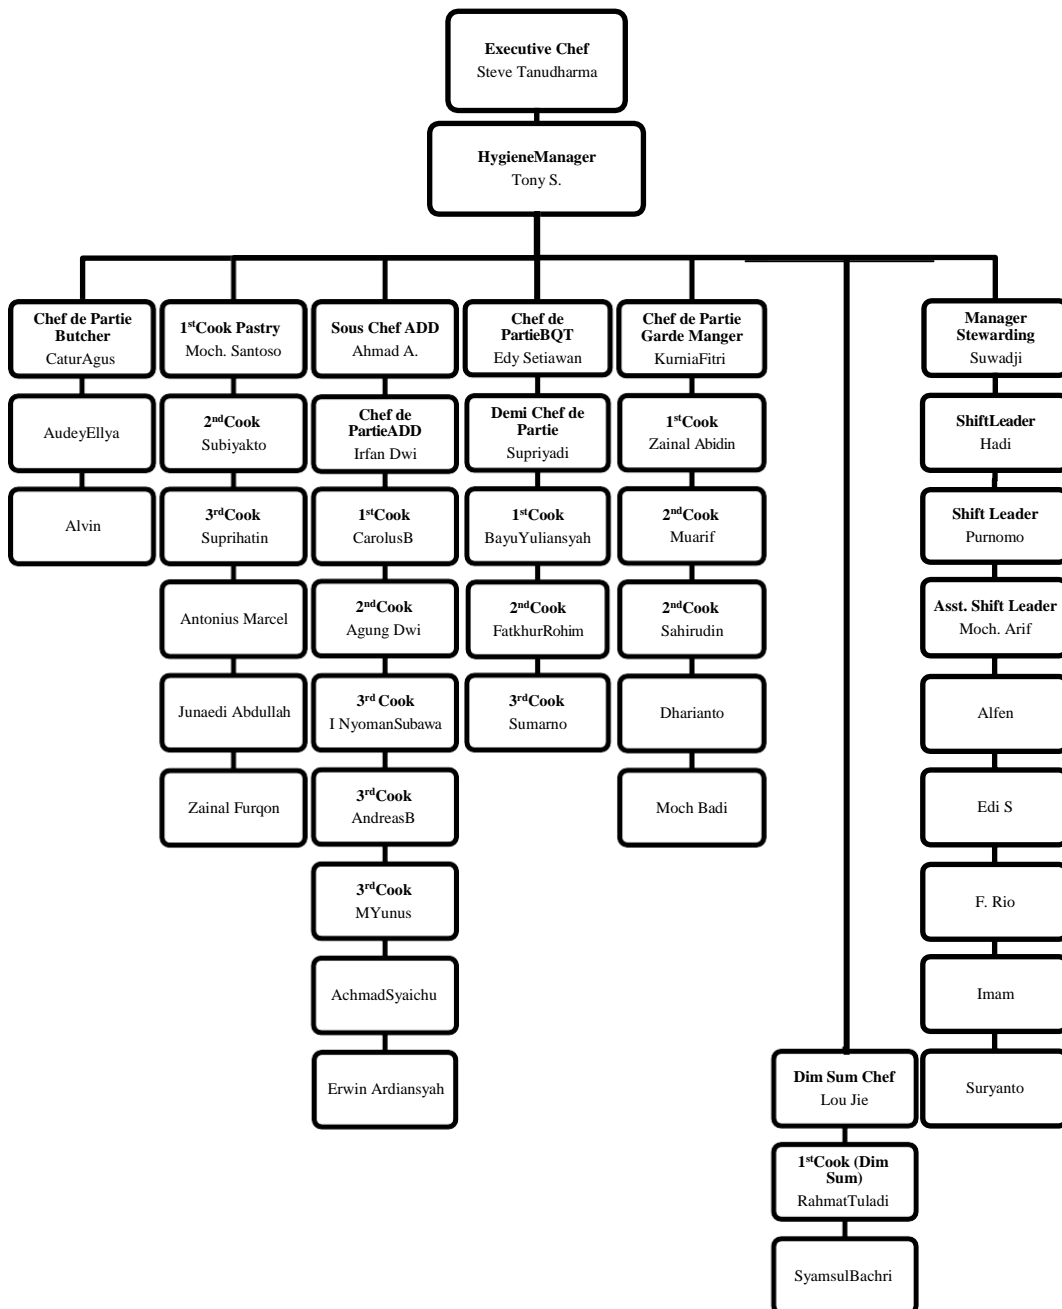 Executive Chef
Steve Tanudharma
HygieneManager
Tony S.
Chef de Partie
Butcher
CaturAgus
AudeyEllya
Alvin
1stCook Pastry
Moch. Santoso
2ndCook
Subiyakto
3rdCook
Suprihatin
Antonius Marcel
Junaedi Abdullah
Zainal Furqon
Sous Chef ADD
Ahmad A.
Chef de
PartieADD
Irfan Dwi
1stCook
CarolusB
2ndCook
Agung Dwi
3rd Cook
I NyomanSubawa
3rdCook
AndreasB
3rdCook
MYunus
AchmadSyaichu
Erwin Ardiansyah
Chef de
PartieBQT
Edy Setiawan
Demi Chef de
Partie
Supriyadi
1stCook
BayuYuliansyah
2ndCook
FatkhurRohim
3rdCook
Sumarno
Chef de Partie
Garde Manger
KurniaFitri
1stCook
Zainal Abidin
2ndCook
Muarif
2ndCook
Sahirudin
Dharianto
Moch Badi
Dim Sum Chef
Lou Jie
1stCook (Dim
Sum)
RahmatTuladi
SyamsulBachri
Manager
Stewarding
Suwadji
ShiftLeader
Hadi
Shift Leader
Purnomo
Asst. Shift Leader
Moch. Arif
Alfen
Edi S
F. Rio
Imam
Suryanto